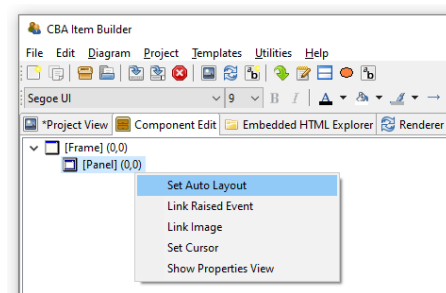 CBA Item Builder
File Edit Diagram Project Templates Utilities Help
Segoe UI 9 B I A
*Project View Component Edit Embedded HTML Explorer Renderer
[Frame] (0,0)
[Panel] (0,0)
Set Auto Layout
Link Raised Event
Link Image
Set Cursor
Show Properties View